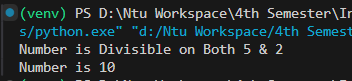 (venv) PS D:\Ntu Workspace\4th Semester\In
s/python.exe" "d:/Ntu Workspace/4th Semest
Number is Divisible on Both 5 & 2
Number is 10